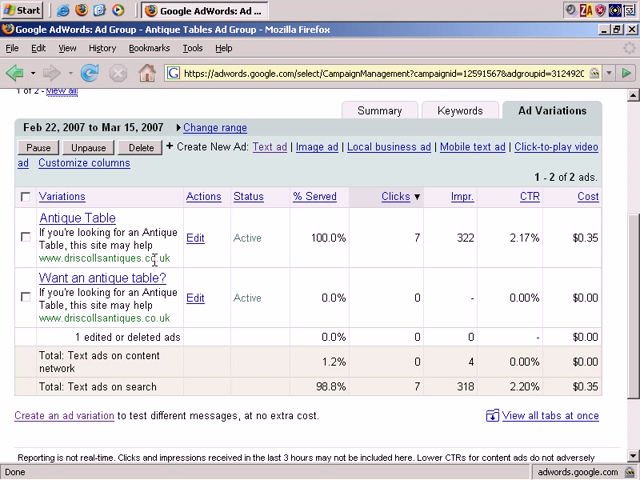 Start Google AdWords: Ad ...
Google AdWords: Ad Group - Antique Tables Ad Group - Mozilla Firefox
File Edit View History Bookmarks Tools Help
https://adwords.google.com/select/CampaignManagement?campaignid=12591567&adgroupid=3124920
1 of 2 - View all
Summary Keywords Ad Variations
Feb 22, 2007 to Mar 15, 2007 Change range
Pause Unpause Delete + Create New Ad: Text ad | Image ad | Local business ad | Mobile text ad | Click-to-play video
ad Customize columns
1 - 2 of 2 ads.
Variations Actions Status % Served Clicks Impr. CTR Cost
Antique Table
If you're looking for an Antique
Table, this site may help
www.driscollsantiques.co.uk
Edit Active 100.0% 7 322 2.17% $0.35
Want an antique table?
If you're looking for an Antique
Table, this site may help
www.driscollsantiques.co.uk
Edit Active 0.0% 0 - 0.00% $0.00
1 edited or deleted ads 0.0% 0 0 - $0.00
Total: Text ads on content
network
1.2% 0 4 0.00% $0.00
Total: Text ads on search 98.8% 7 318 2.20% $0.35
Create an ad variation to test different messages, at no extra cost. View all tabs at once
Reporting is not real-time. Clicks and impressions received in the last 3 hours may not be included here. Lower CTRs for content ads do not adversely
Done adwords.google.com